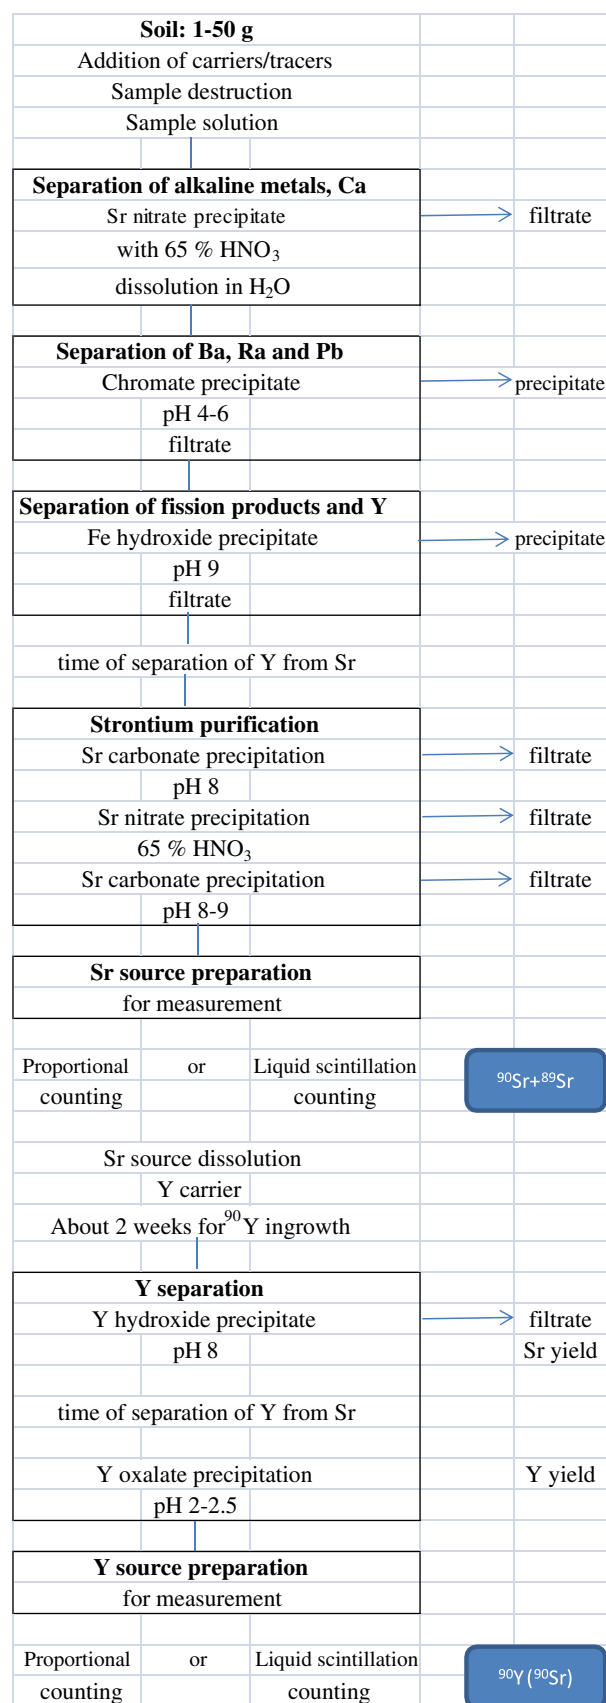 Soil: 1-50 g
Addition of carriers/tracers
Sample destruction
Sample solution
Separation of alkaline metals, Ca
Sr nitrate precipitate filtrate
with 65 % HNO₃
dissolution in H₂O
Separation of Ba, Ra and Pb
Chromate precipitate precipitate
pH 4-6
filtrate
Separation of fission products and Y
Fe hydroxide precipitate precipitate
pH 9
filtrate
time of separation of Y from Sr
Strontium purification
Sr carbonate precipitation filtrate
pH 8
Sr nitrate precipitation filtrate
65 % HNO₃
Sr carbonate precipitation filtrate
pH 8-9
Sr source preparation
for measurement
Proportional or Liquid scintillation
counting counting
⁹⁰Sr+⁸⁹Sr
Sr source dissolution
Y carrier
About 2 weeks for ⁹⁰Y ingrowth
Y separation
Y hydroxide precipitate filtrate
pH 8 Sr yield
time of separation of Y from Sr
Y oxalate precipitation Y yield
pH 2-2.5
Y source preparation
for measurement
Proportional or Liquid scintillation
counting counting
⁹⁰Y (⁹⁰Sr)